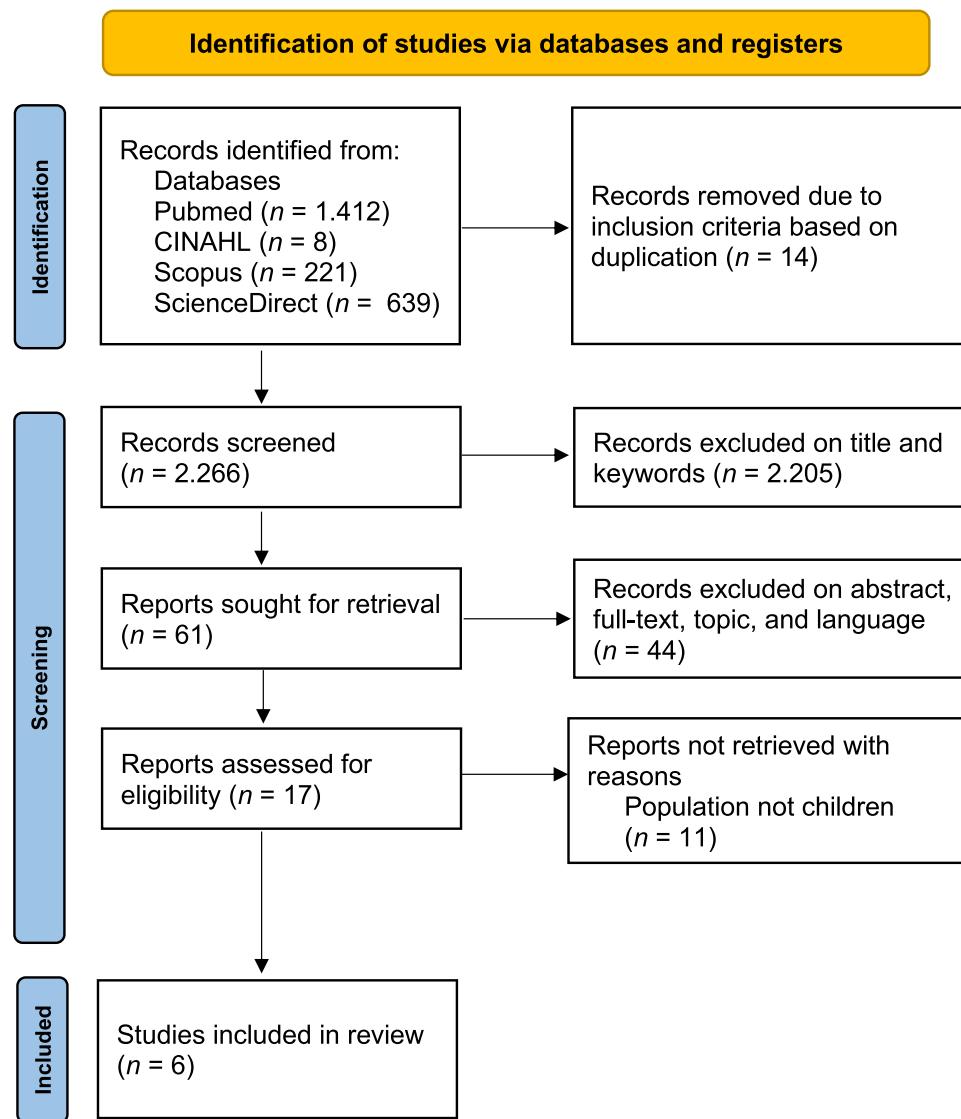 Identification of studies via databases and registers
Identification
Records identified from:
Databases
Pubmed (n = 1.412)
CINAHL (n = 8)
Scopus (n = 221)
ScienceDirect (n =  639)
Records removed due to
inclusion criteria based on
duplication (n = 14)
Screening
Records screened
(n = 2.266)
Records excluded on title and
keywords (n = 2.205)
Reports sought for retrieval
(n = 61)
Records excluded on abstract,
full-text, topic, and language
(n = 44)
Reports assessed for
eligibility (n = 17)
Reports not retrieved with
reasons
Population not children
(n = 11)
Included
Studies included in review
(n = 6)